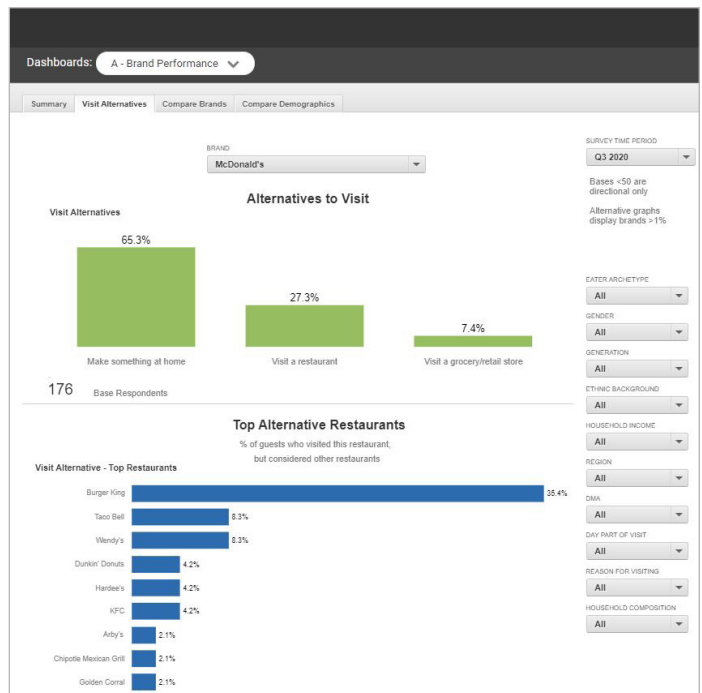 Dashboards: A - Brand Performance
Summary Visit Alternatives Compare Brands Compare Demographics
BRAND
McDonald's
SURVEY TIME PERIOD
Q3 2020
Bases <50 are
directional only
Alternative graphs
display brands >1%
Alternatives to Visit
Visit Alternatives
65.3%
27.3%
7.4%
Make something at home
Visit a restaurant
Visit a grocery/retail store
176 Base Respondents
EATER ARCHETYPE
All
GENDER
All
GENERATION
All
ETHNIC BACKGROUND
All
HOUSEHOLD INCOME
All
REGION
All
DMA
All
DAY PART OF VISIT
All
REASON FOR VISITING
All
HOUSEHOLD COMPOSITION
All
Top Alternative Restaurants
% of guests who visited this restaurant,
but considered other restaurants
Visit Alternative - Top Restaurants
Burger King 35.4%
Taco Bell 8.3%
Wendy's 8.3%
Dunkin' Donuts 4.2%
Hardee's 4.2%
KFC 4.2%
Arby's 2.1%
Chipotle Mexican Grill 2.1%
Golden Corral 2.1%